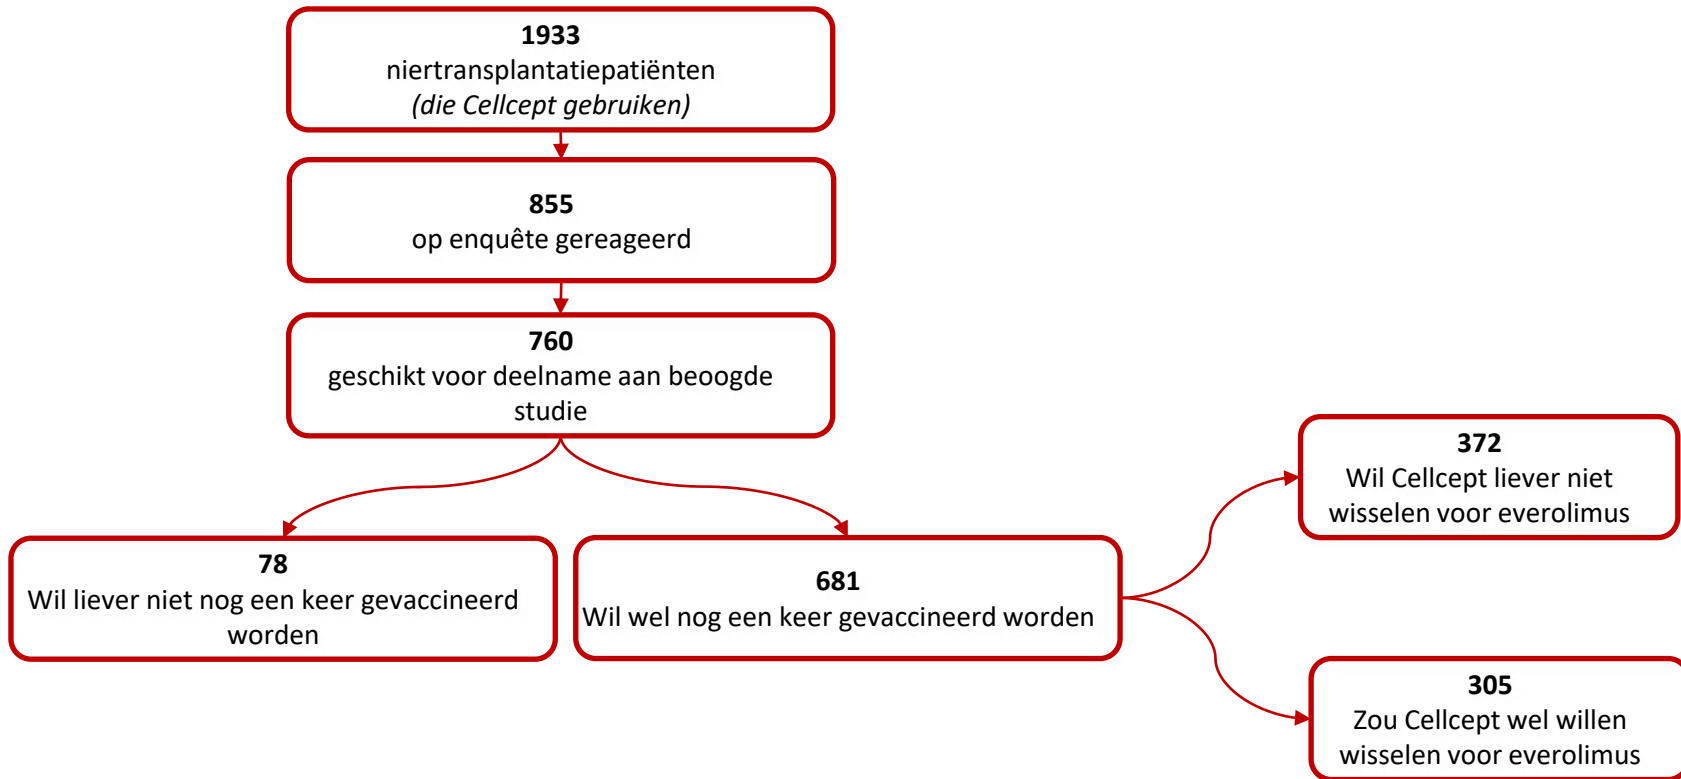 1933
niertransplantatiepatiënten
(die Cellcept gebruiken)
855
op enquête gereageerd
760
geschikt voor deelname aan beoogde
studie
78
Wil liever niet nog een keer gevaccineerd
worden
681
Wil wel nog een keer gevaccineerd worden
372
Wil Cellcept liever niet
wisselen voor everolimus
305
Zou Cellcept wel willen
wisselen voor everolimus